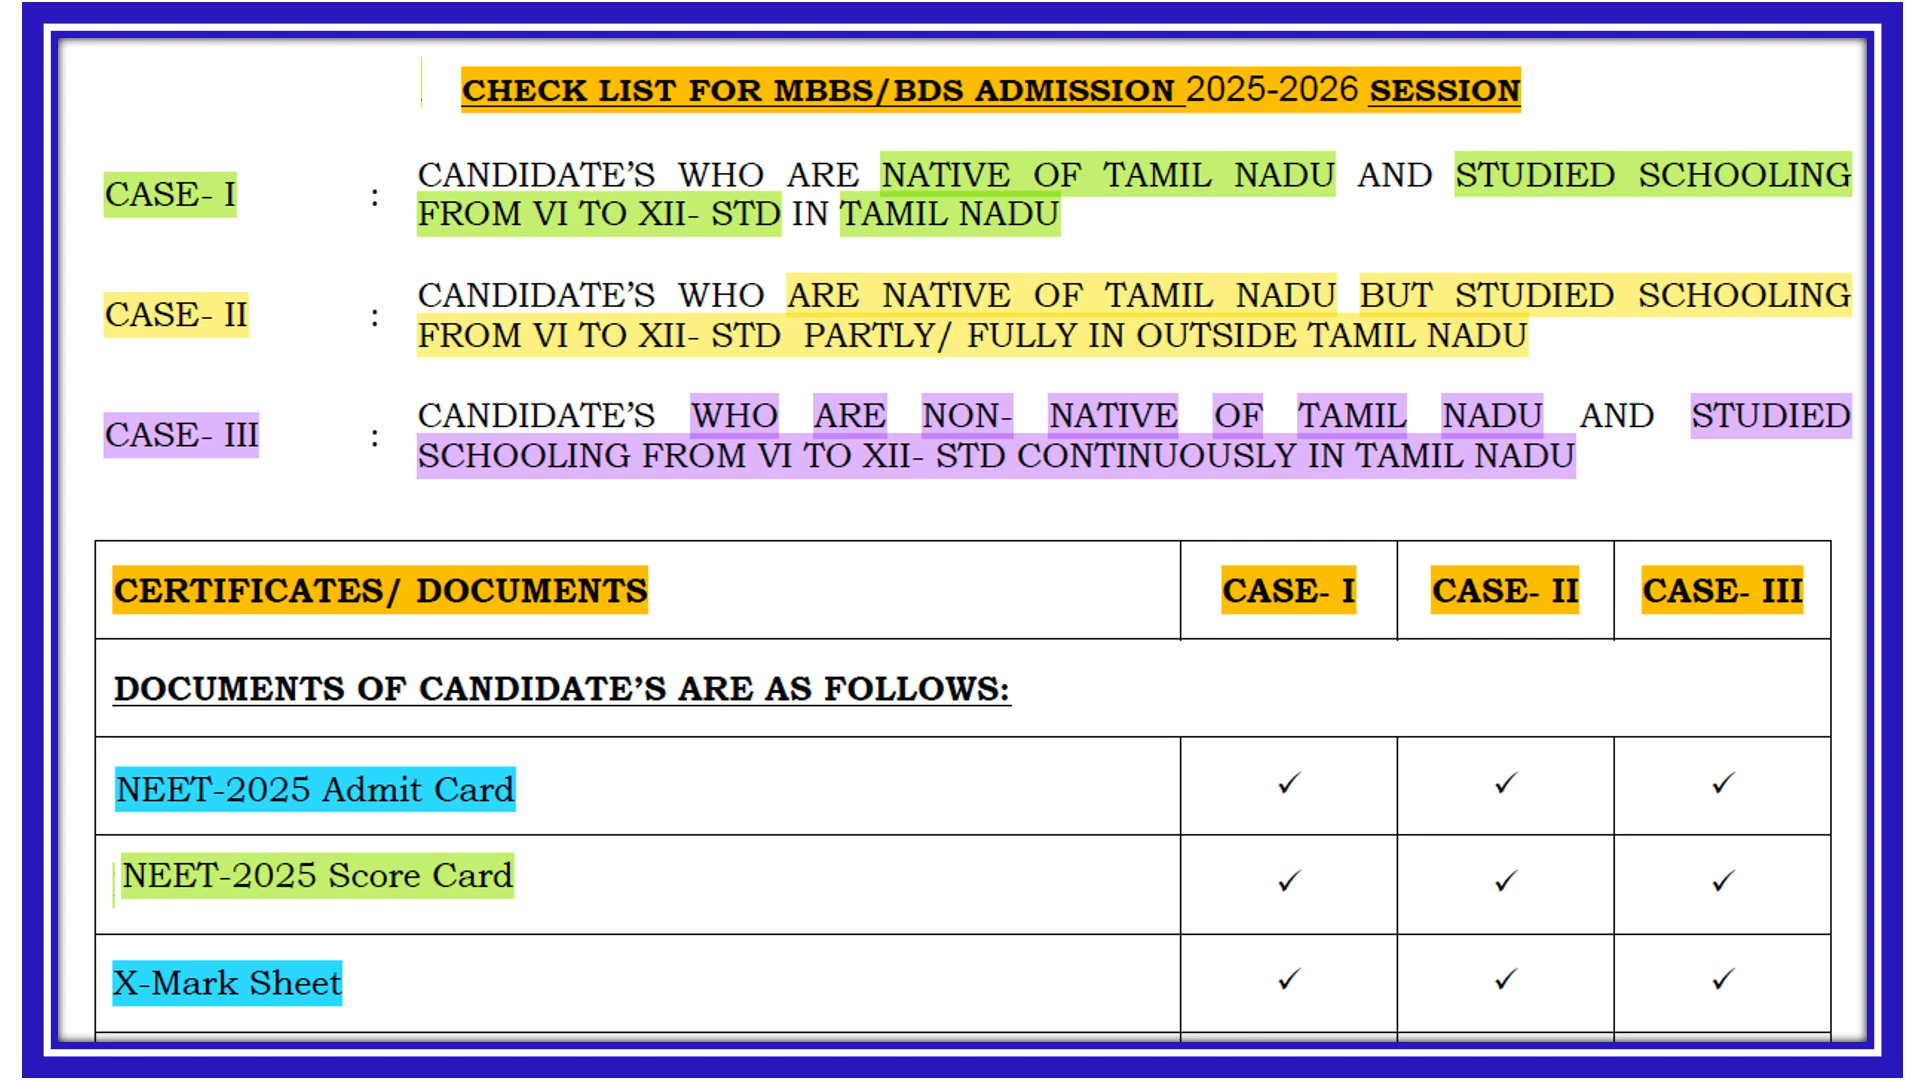 CHECK LIST FOR MBBS/BDS ADMISSION 2025-2026 SESSION
CASE- I : CANDIDATE’S WHO ARE NATIVE OF TAMIL NADU AND STUDIED SCHOOLING
FROM VI TO XII- STD IN TAMIL NADU
CASE- II : CANDIDATE’S WHO ARE NATIVE OF TAMIL NADU BUT STUDIED SCHOOLING
FROM VI TO XII- STD PARTLY/ FULLY IN OUTSIDE TAMIL NADU
CASE- III : CANDIDATE’S WHO ARE NON- NATIVE OF TAMIL NADU AND STUDIED
SCHOOLING FROM VI TO XII- STD CONTINUOUSLY IN TAMIL NADU
CERTIFICATES/ DOCUMENTS CASE- I CASE- II CASE- III
DOCUMENTS OF CANDIDATE’S ARE AS FOLLOWS:
NEET-2025 Admit Card ✓ ✓ ✓
NEET-2025 Score Card ✓ ✓ ✓
X-Mark Sheet ✓ ✓ ✓